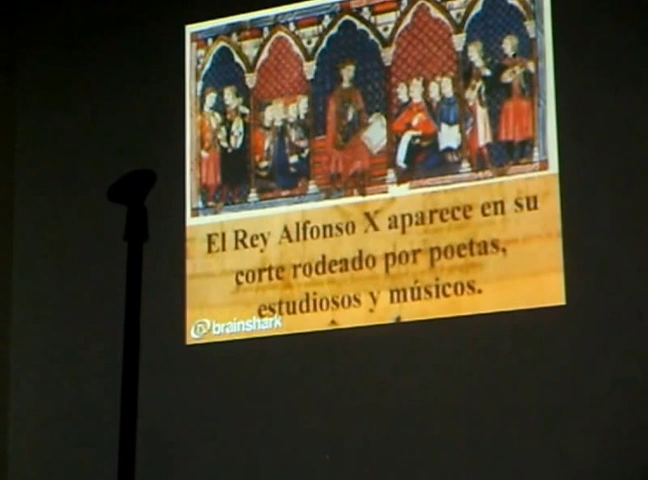 El Rey Alfonso X aparece en su
corte rodeado por poetas,
estudiosos y músicos.
brainshark